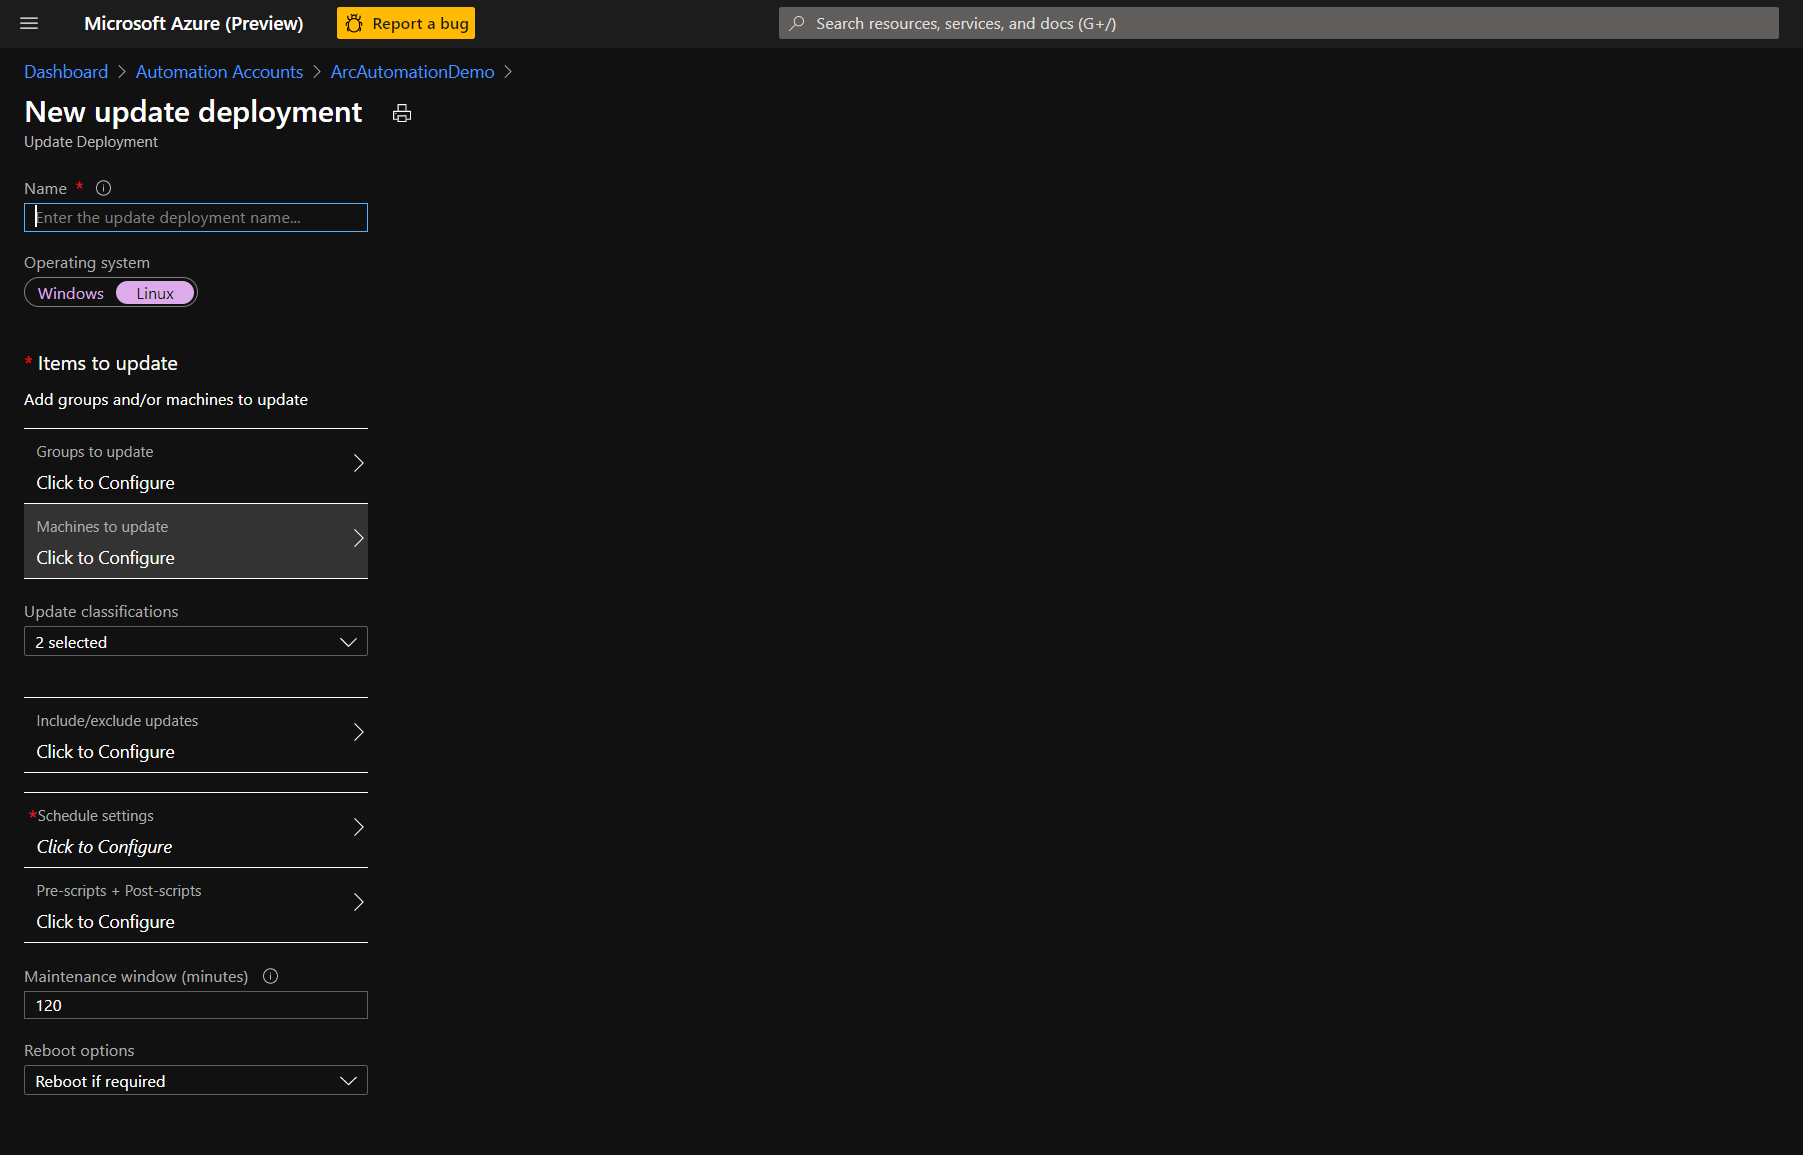 Microsoft Azure (Preview)
Report a bug
Search resources, services, and docs (G+/)
Dashboard > Automation Accounts > ArcAutomationDemo >
New update deployment
Update Deployment
Name *
Enter the update deployment name...
Operating system
Windows Linux
* Items to update
Add groups and/or machines to update
Groups to update
Click to Configure
Machines to update
Click to Configure
Update classifications
2 selected
Include/exclude updates
Click to Configure
*Schedule settings
Click to Configure
Pre-scripts + Post-scripts
Click to Configure
Maintenance window (minutes)
120
Reboot options
Reboot if required